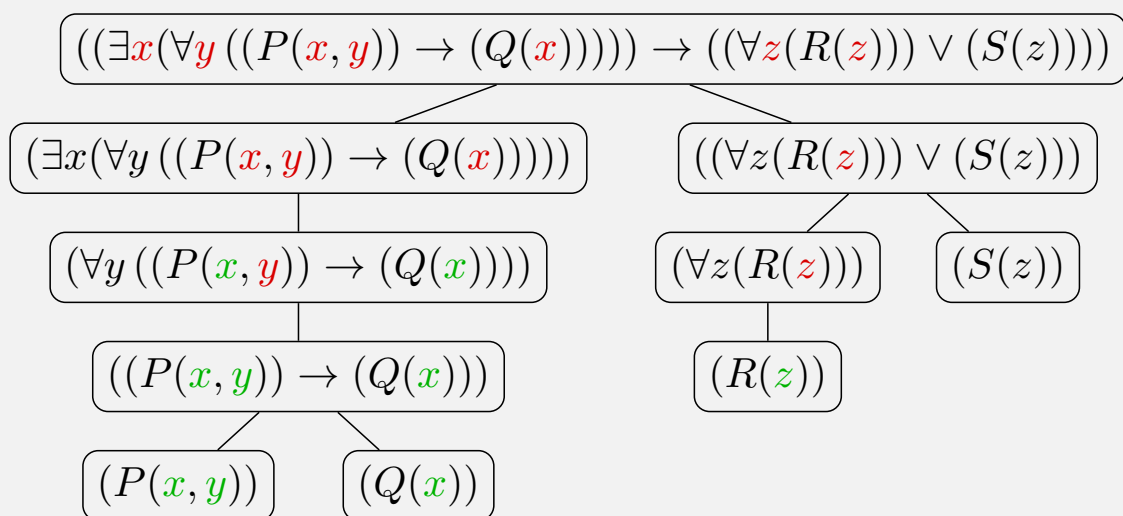 ((∃x(∀y ((P(x, y)) → (Q(x))))) → ((∀z(R(z))) ∨ (S(z))))
(∃x(∀y ((P(x, y)) → (Q(x)))))
((∀z(R(z))) ∨ (S(z)))
(∀y ((P(x, y)) → (Q(x))))
(∀z(R(z)))
(S(z))
((P(x, y)) → (Q(x)))
(R(z))
(P(x, y))
(Q(x))